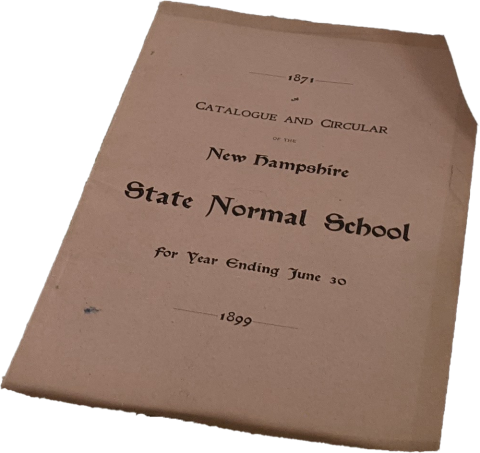 1871
CATALOGUE AND CIRCULAR
OF THE
New Hampshire
State Normal School
For Year Ending June 30
1899